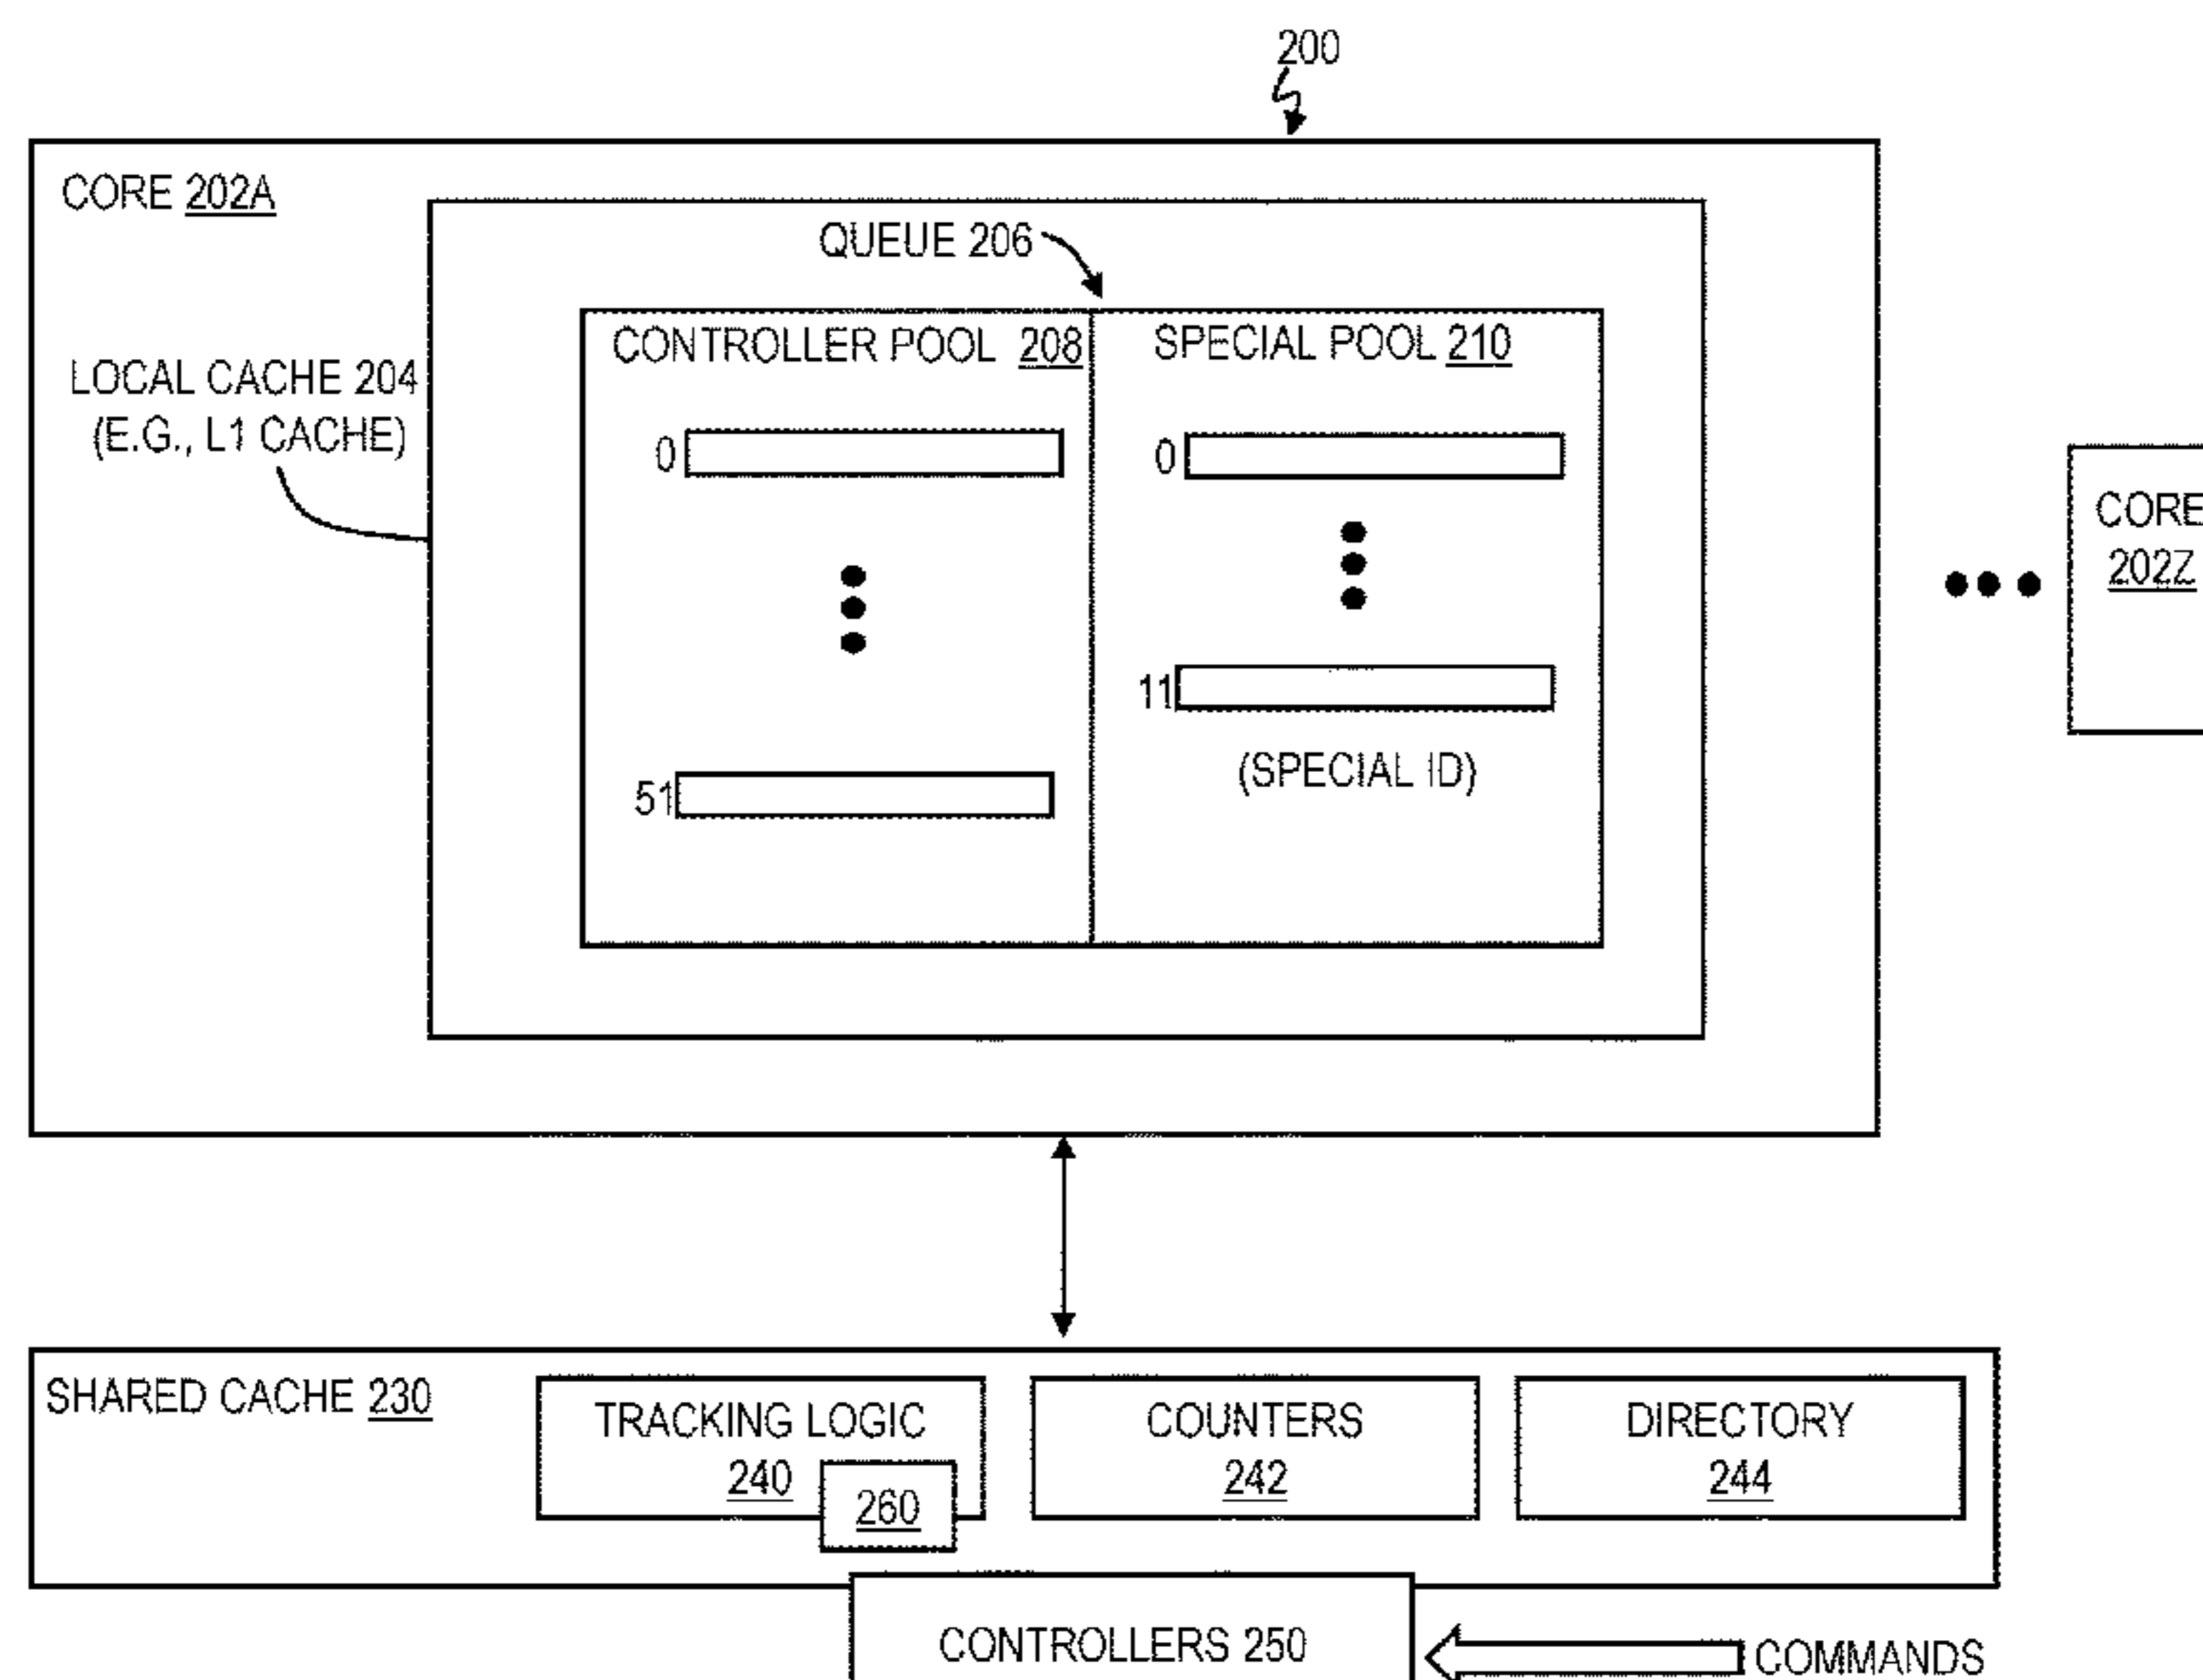 200
CORE 202A
QUEUE 206
CONTROLLER POOL 208
SPECIAL POOL 210
LOCAL CACHE 204
(E.G., L1 CACHE)
0
0
CORE
202Z
11
(SPECIAL ID)
51
SHARED CACHE 230
TRACKING LOGIC
240
260
COUNTERS
242
DIRECTORY
244
CONTROLLERS 250
COMMANDS